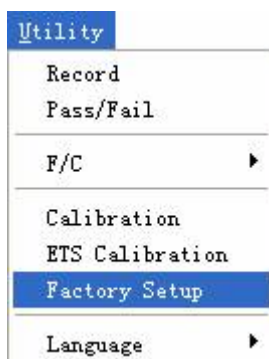 Utility
Record
Pass/Fail
F/C
Calibration
ETS Calibration
Factory Setup
Language